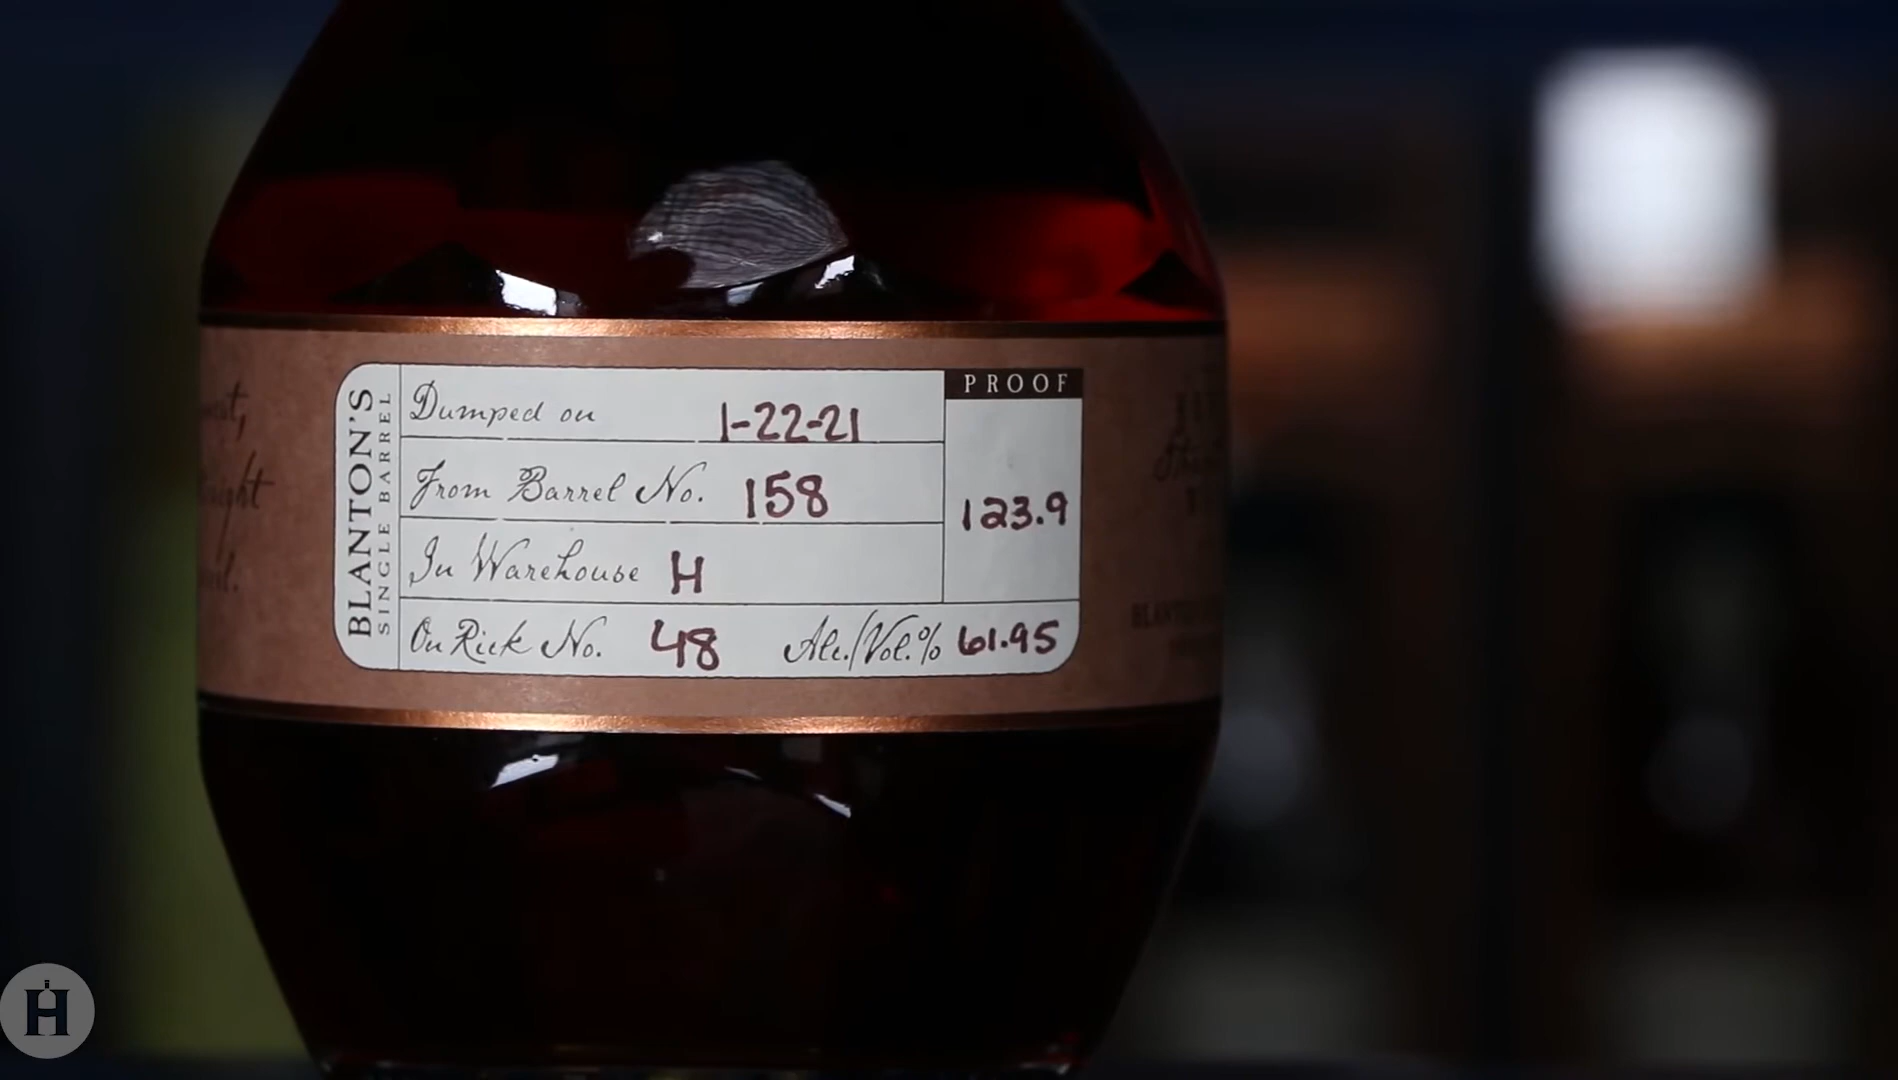 BLANTON'S
SINGLE BARREL
Dumped on 1-22-21
From Barrel No. 158
In Warehouse H
On Rick No. 48 Alc./Vol.% 61.95
PROOF
123.9
H